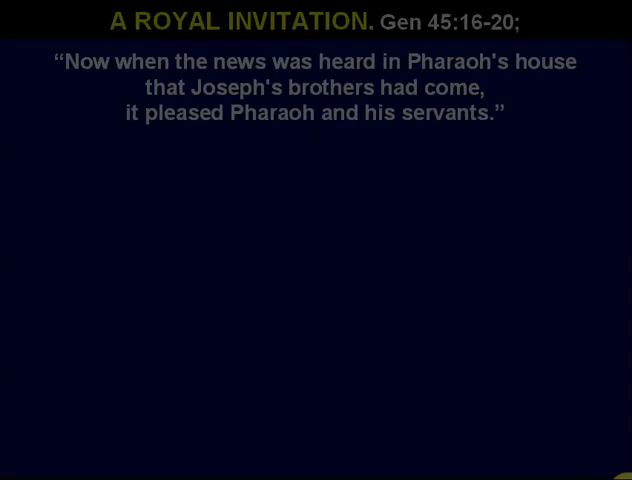 A ROYAL INVITATION. Gen 45:16-20;
“Now when the news was heard in Pharaoh's house
that Joseph's brothers had come,
it pleased Pharaoh and his servants.”